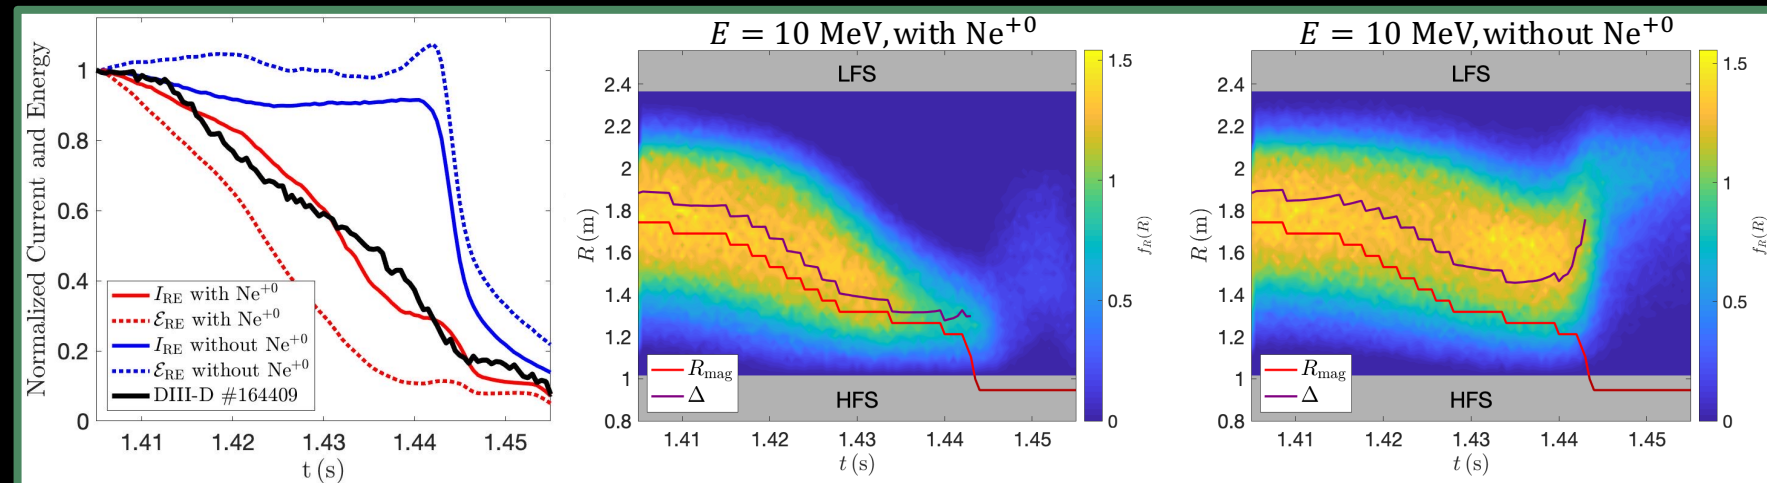 Normalized Current and Energy
1
0.8
0.6
0.4
0.2
0
1.41 1.42 1.43 1.44 1.45
t (s)
I_RE with Ne⁺⁰
ℰ_RE with Ne⁺⁰
I_RE without Ne⁺⁰
ℰ_RE without Ne⁺⁰
DIII-D #164409
E = 10 MeV, with Ne⁺⁰
LFS
HFS
R (m)
2.4
2.2
2
1.8
1.6
1.4
1.2
1
0.8
1.41 1.42 1.43 1.44 1.45
t (s)
R_mag
Δ
1.5
1
0.5
0
f_R(R)
E = 10 MeV, without Ne⁺⁰
LFS
HFS
R (m)
2.4
2.2
2
1.8
1.6
1.4
1.2
1
0.8
1.41 1.42 1.43 1.44 1.45
t (s)
R_mag
Δ
1.5
1
0.5
0
f_R(R)